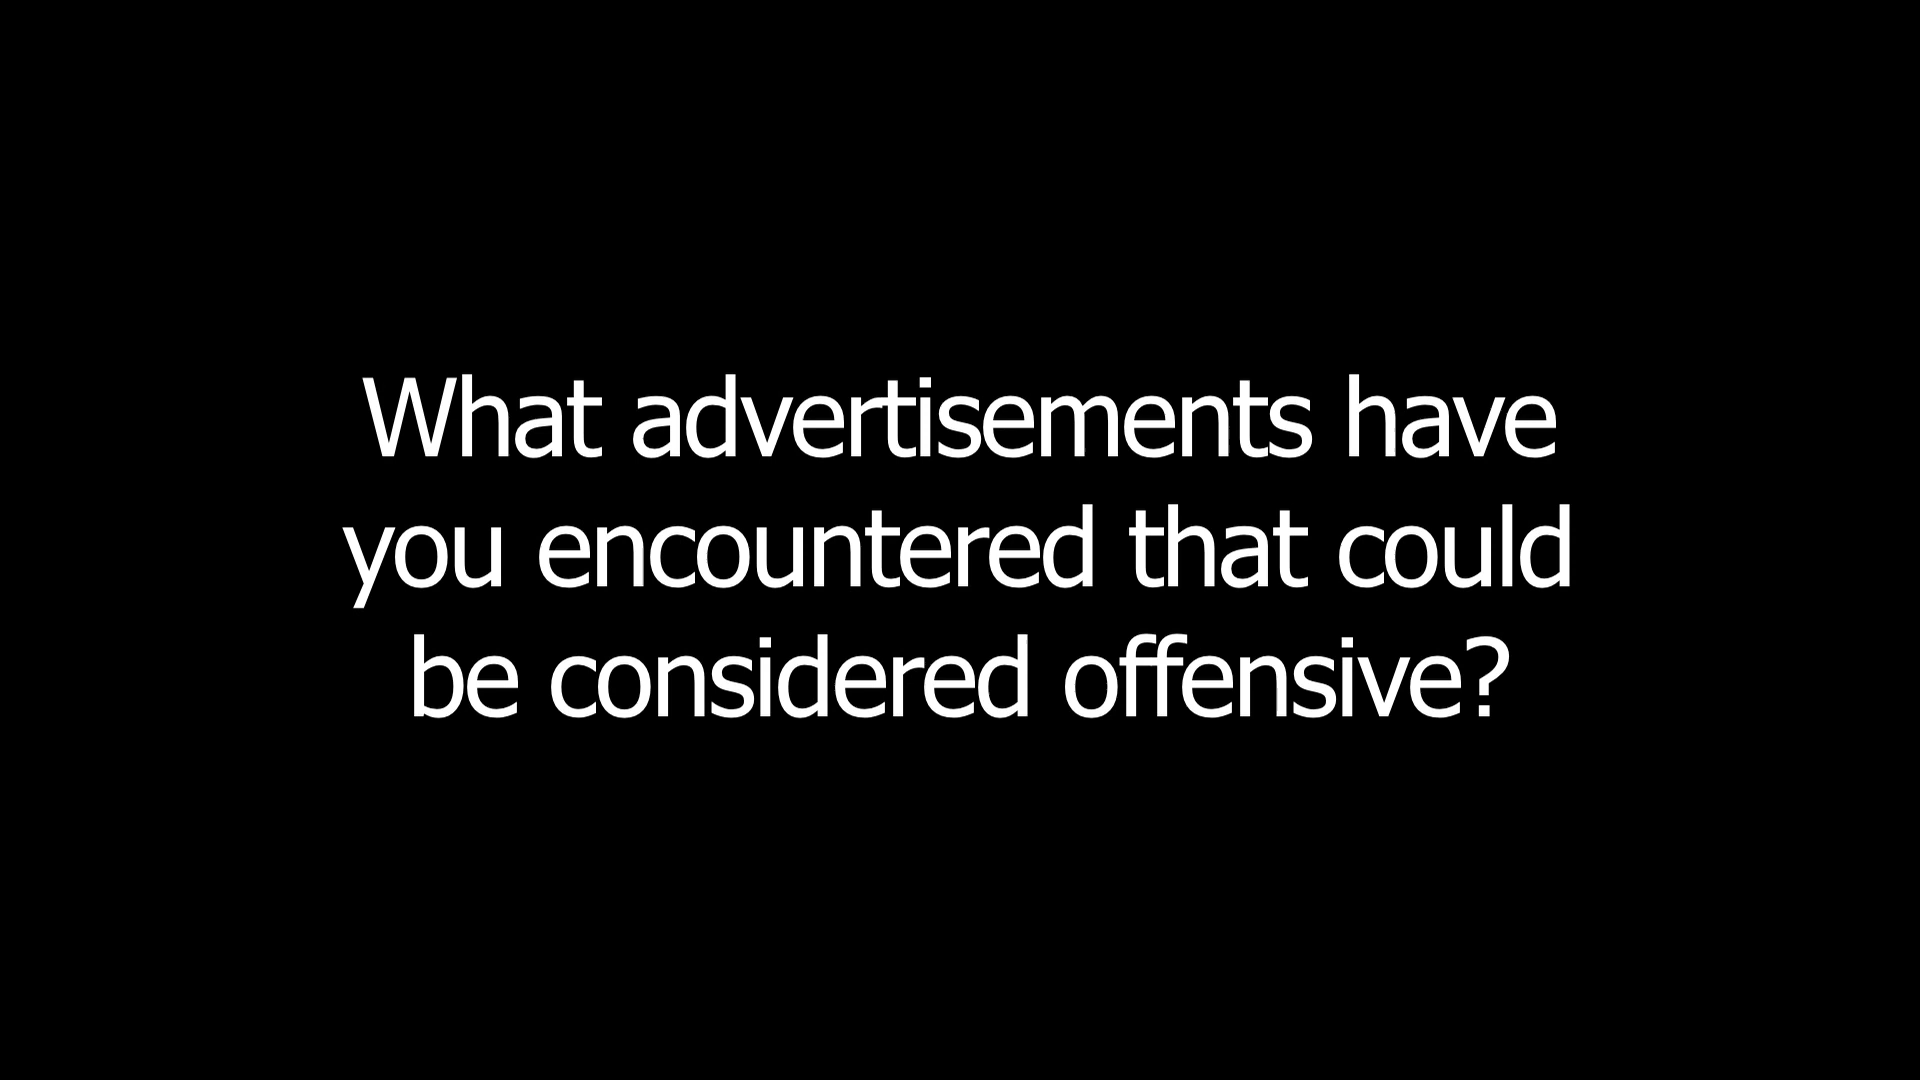 What advertisements have
you encountered that could
be considered offensive?